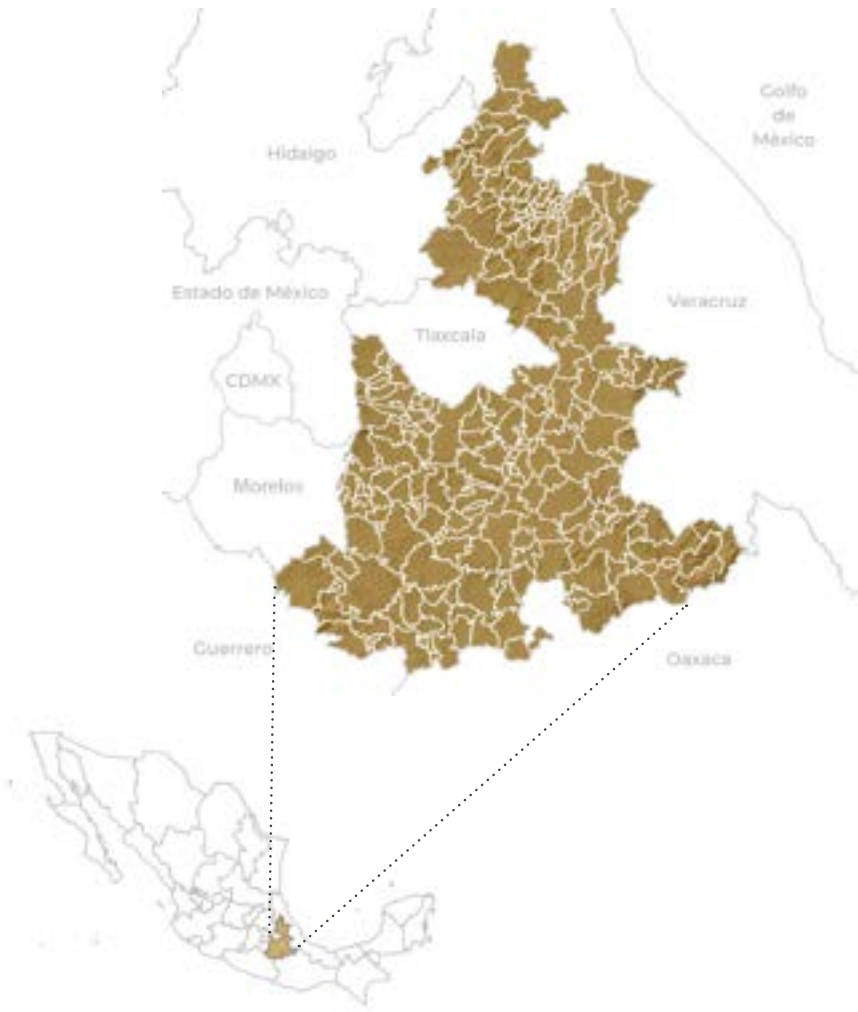 Golfo
de
México
Hidalgo
Estado de México
Veracruz
Tlaxcala
CDMX
Morelos
Guerrero
Oaxaca